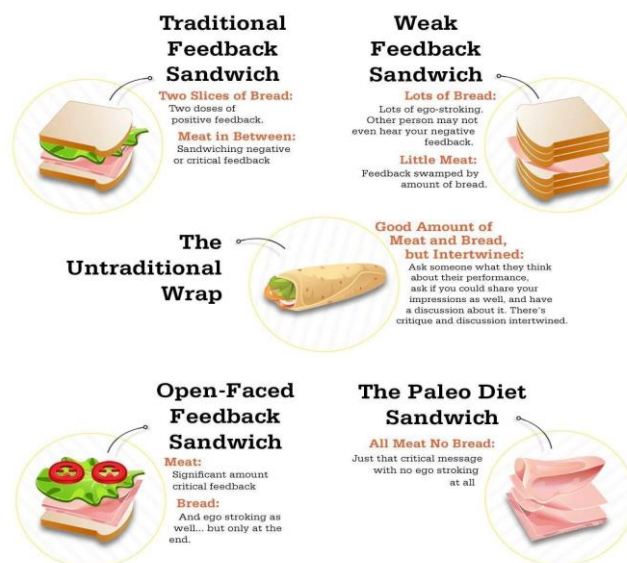 Traditional
Feedback
Sandwich
Two Slices of Bread:
Two doses of
positive feedback.
Meat in Between:
Sandwiching negative
or critical feedback
Weak
Feedback
Sandwich
Lots of Bread:
Lots of ego-stroking.
Other person may not
even hear your negative
feedback.
Little Meat:
Feedback swamped by
amount of bread.
The
Untraditional
Wrap
Good Amount of
Meat and Bread,
but Intertwined:
Ask someone what they think
about their performance,
ask if you could share your
impressions as well, and have
a discussion about it. There's
critique and discussion intertwined.
Open-Faced
Feedback
Sandwich
Meat:
Significant amount
critical feedback
Bread:
And ego stroking as
well... but only at the
end.
The Paleo Diet
Sandwich
All Meat No Bread:
Just that critical message
with no ego stroking
at all